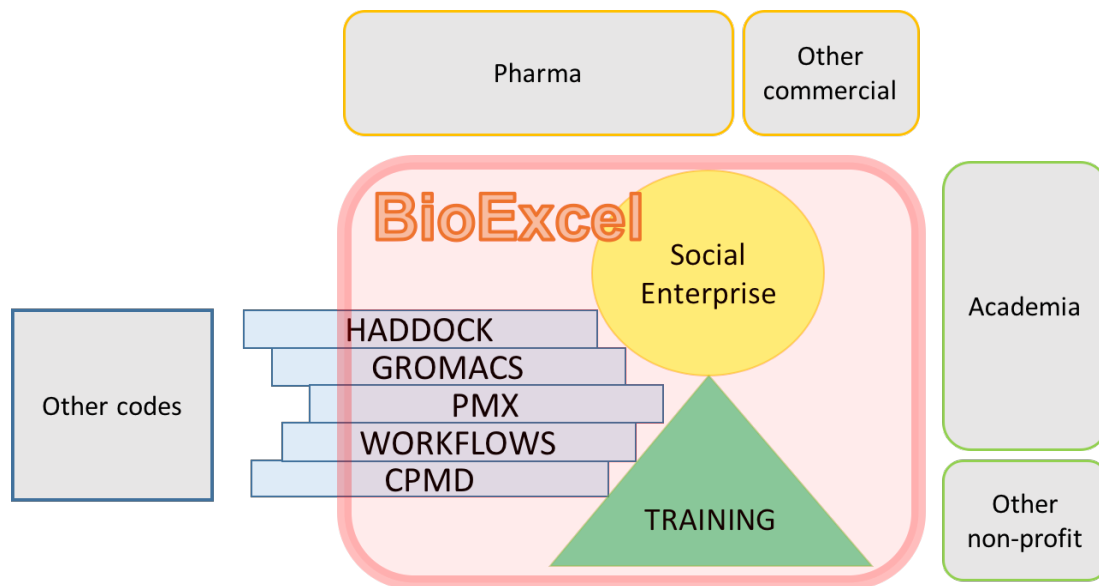 Pharma
Other
commercial
BioExcel
Social
Enterprise
Academia
HADDOCK
GROMACS
PMX
WORKFLOWS
CPMD
Other codes
TRAINING
Other
non-profit